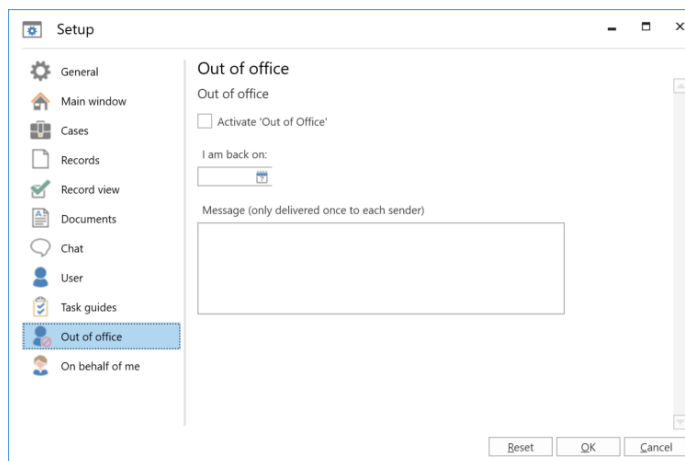 Setup
General
Main window
Cases
Records
Record view
Documents
Chat
User
Task guides
Out of office
On behalf of me
Out of office
Out of office
Activate 'Out of Office'
I am back on:
Message (only delivered once to each sender)
Reset
OK
Cancel